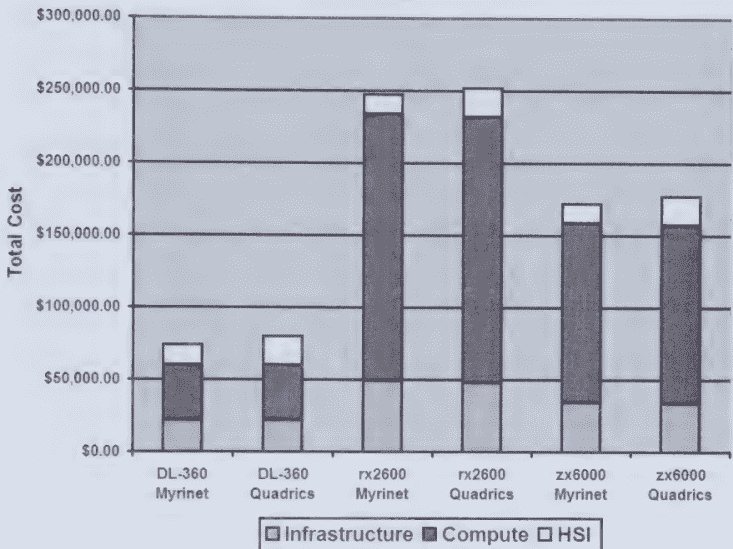 $300,000.00
$250,000.00
$200,000.00
$150,000.00
$100,000.00
$50,000.00
$0.00
Total Cost
DL-360 Myrinet
DL-360 Quadrics
rx2600 Myrinet
rx2600 Quadrics
zx6000 Myrinet
zx6000 Quadrics
Infrastructure Compute HSI